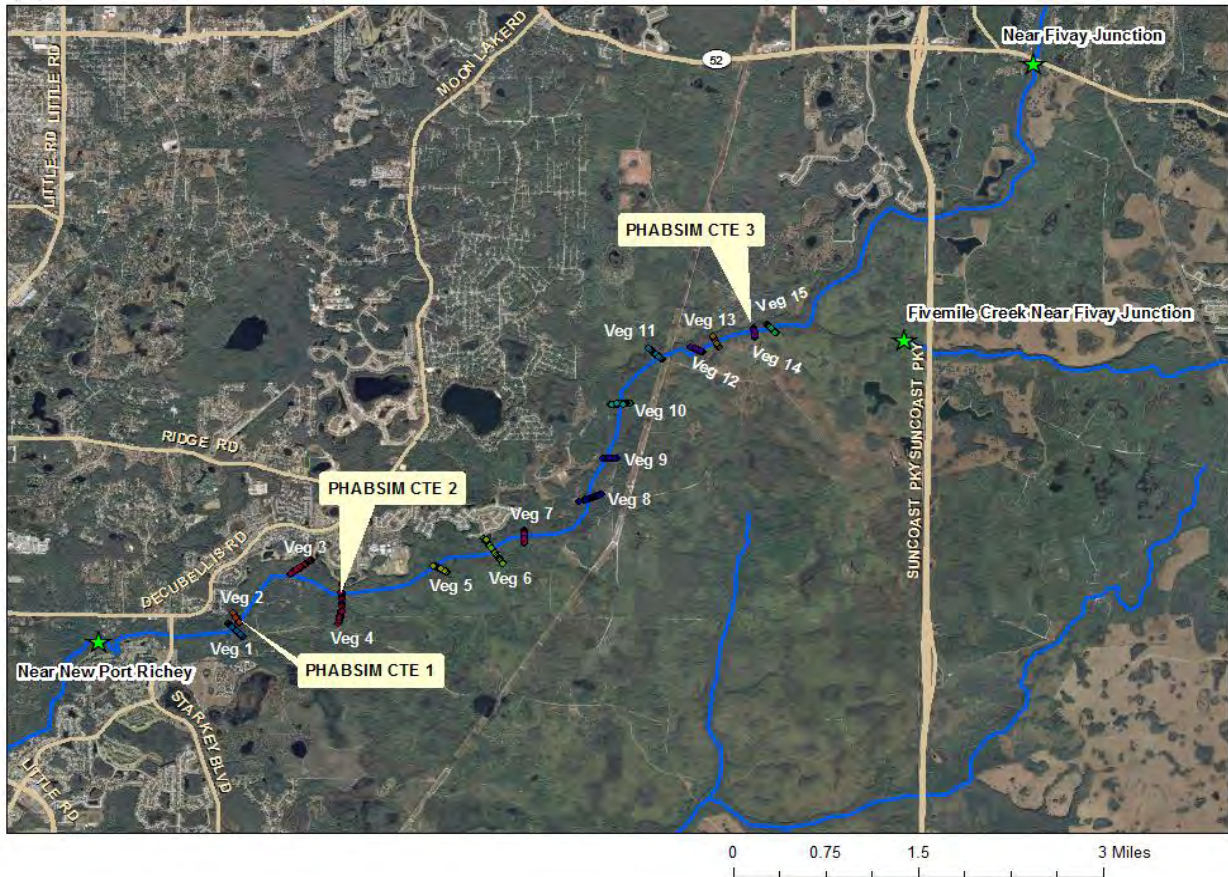 Near Fivay Junction
MOON LAKE RD
52
LITTLE RD
LITTLE RD
PHABSIM CTE 3
Veg 15
Fivemile Creek Near Fivay Junction
Veg 13
Veg 11
Veg 14
Veg 12
SUNCOAST PKY
SUNCOAST PKY
Veg 10
RIDGE RD
Veg 9
PHABSIM CTE 2
Veg 8
Veg 7
DECUBELLIS RD
Veg 3
Veg 6
Veg 5
Veg 2
Veg 4
Veg 1
PHABSIM CTE 1
Near New Port Richey
STARKEY BLVD
LITTLE RD
0 0.75 1.5 3 Miles